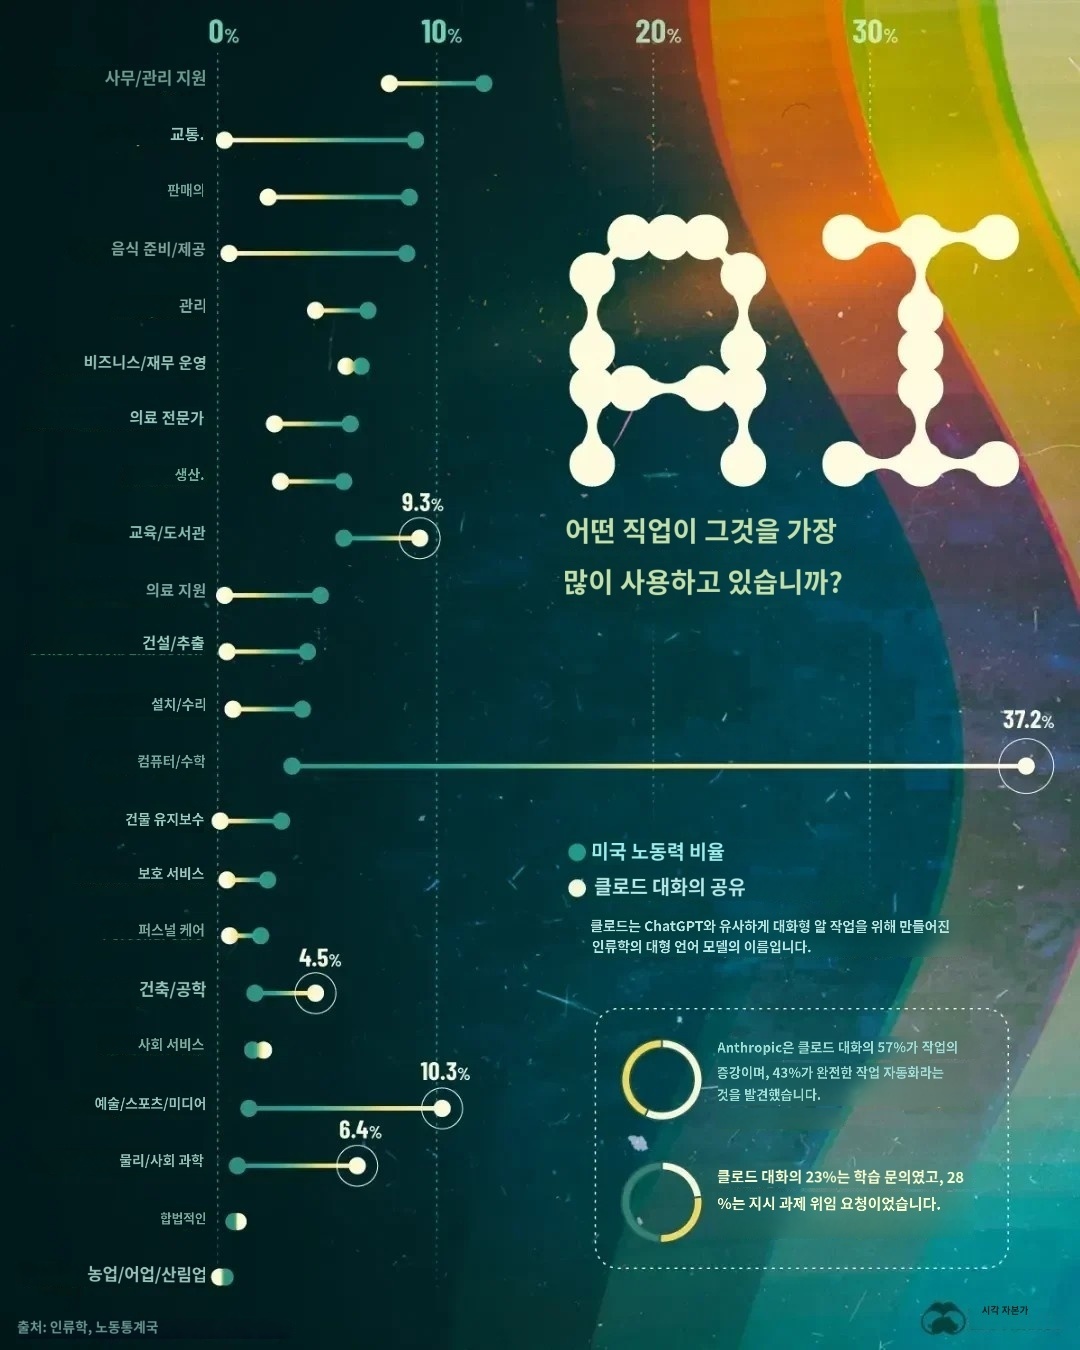 0% 10% 20% 30%
사무/관리 지원
교통.
판매의
음식 준비/제공
관리
비즈니스/재무 운영
의료 전문가
생산.
9.3%
교육/도서관
AI
어떤 직업이 그것을 가장
많이 사용하고 있습니까?
의료 지원
건설/추출
설치/수리
37.2%
컴퓨터/수학
건물 유지보수
보호 서비스
퍼스널 케어
미국 노동력 비율
클로드 대화의 공유
클로드는 ChatGPT와 유사하게 대화형 알 작업을 위해 만들어진
인류학의 대형 언어 모델의 이름입니다.
4.5%
건축/공학
사회 서비스
10.3%
예술/스포츠/미디어
6.4%
물리/사회 과학
합법적인
농업/어업/산림업
Anthropic은 클로드 대화의 57%가 작업의
증강이며, 43%가 완전한 작업 자동화라는
것을 발견했습니다.
클로드 대화의 23%는 학습 문의였고, 28
%는 지시 과제 위임 요청이었습니다.
출처: 인류학, 노동통계국
시각 자본가